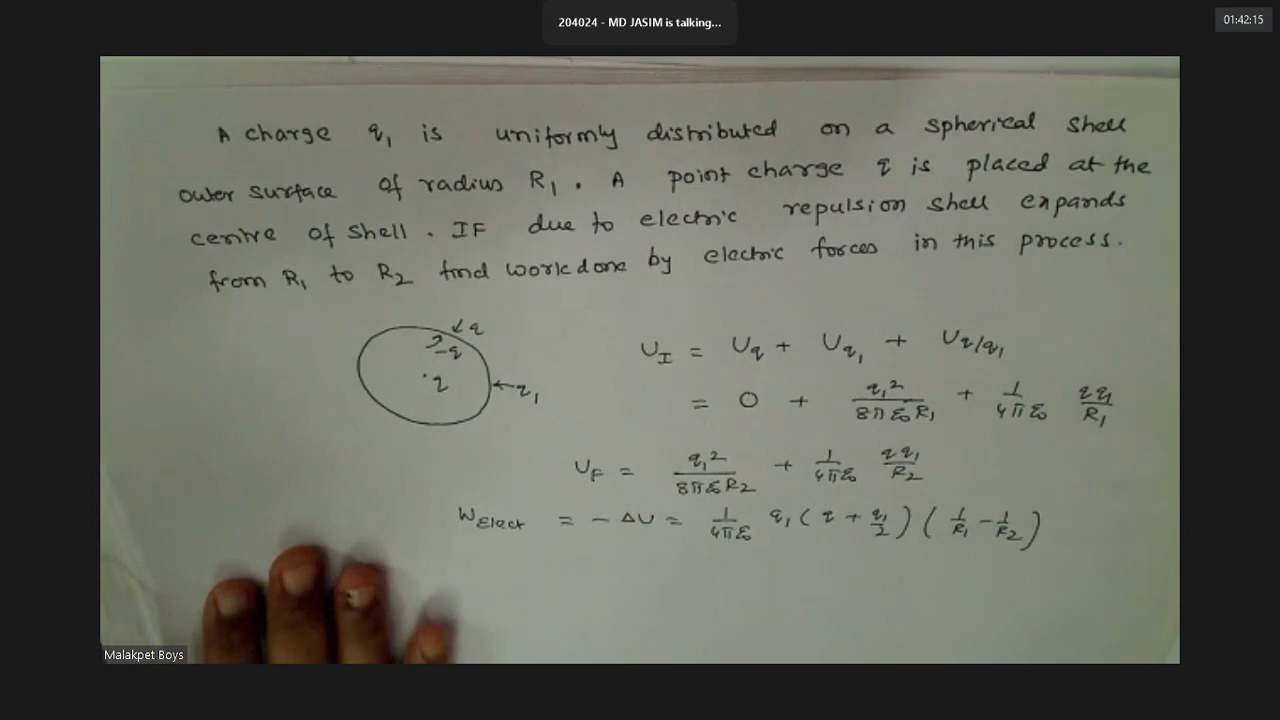 204024 - MD JASIM is talking...
01:42:15
A charge q₁ is uniformly distributed on a spherical shell
outer surface of radius R₁. A point charge q is placed at the
centre of shell. IF due to electric repulsion shell expands
from R₁ to R₂ find workdone by electric forces in this process.
q
-q
q
q₁
U_I = U_q + U_q₁ + U_q/q₁
= 0 + q₁²/8πε₀R₁ + 1/4πε₀ qq₁/R₁
U_F = q₁²/8πε₀R₂ + 1/4πε₀ qq₁/R₂
W_Elect = - ΔU = 1/4πε₀ q₁(q + q₁/2)(1/R₁ - 1/R₂)
Malakpet Boys